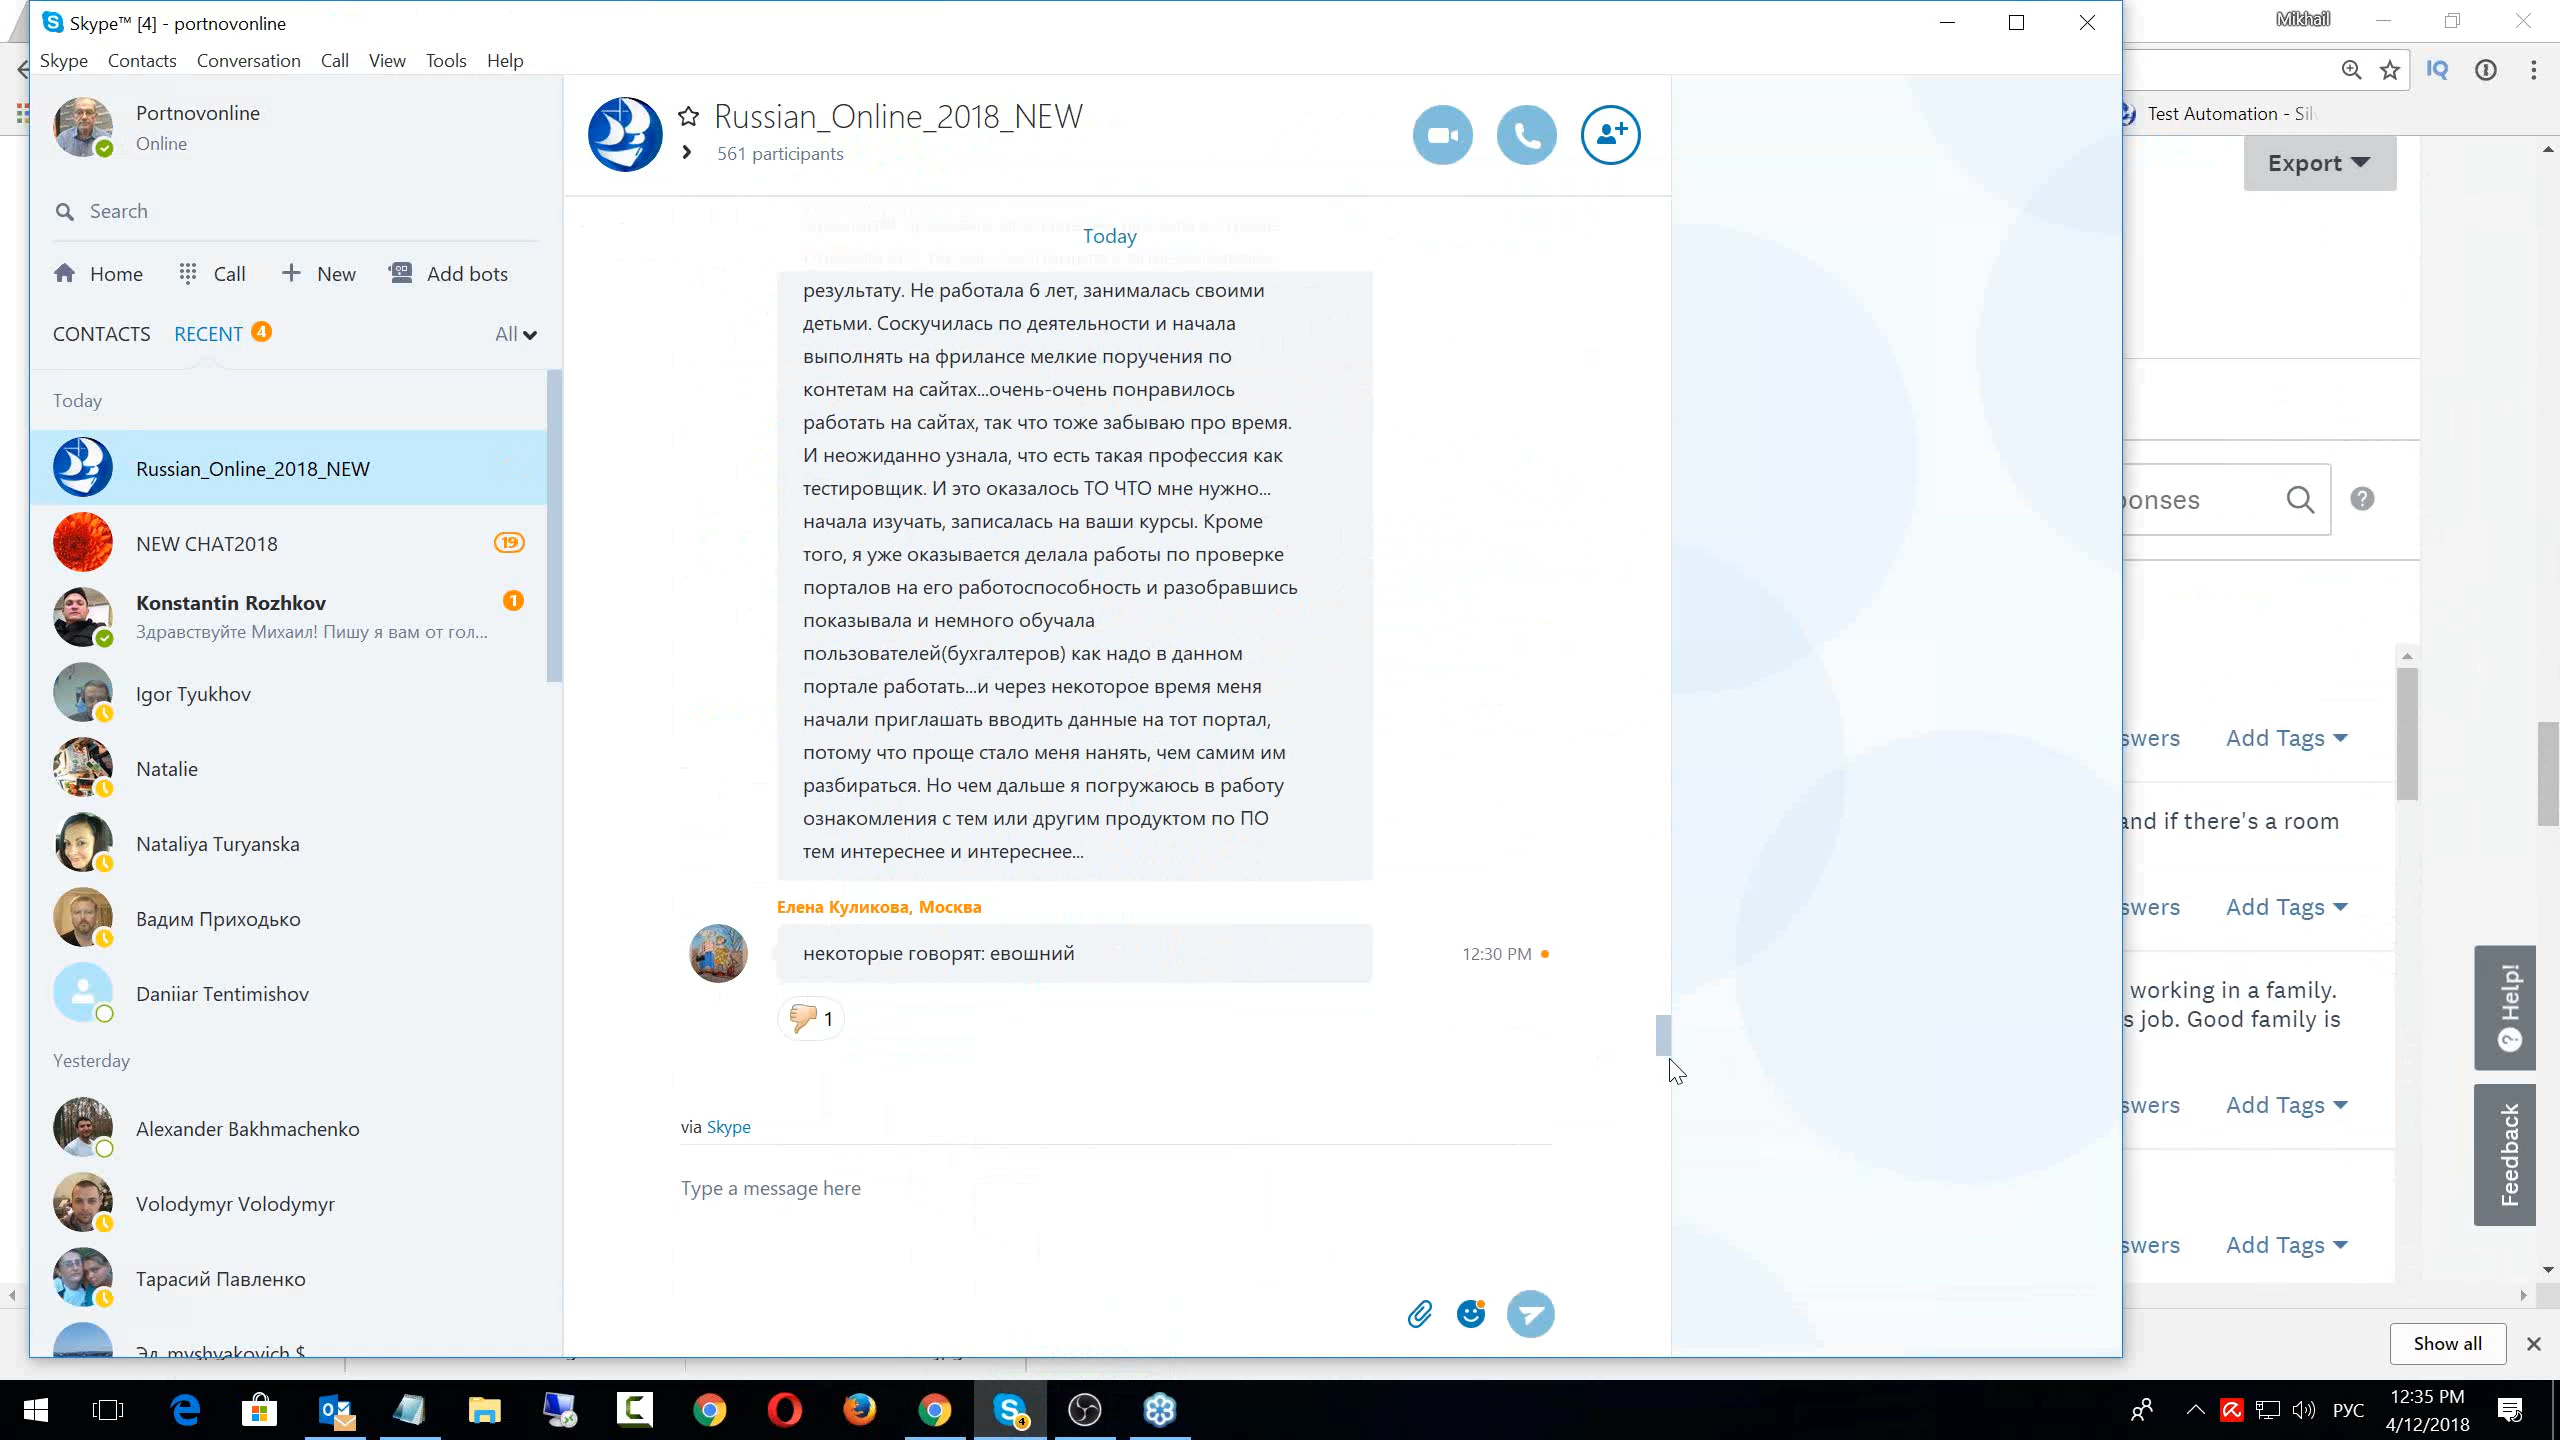 Skype™ [4] - portnovonline
Mikhail
Skype Contacts Conversation Call View Tools Help
Portnovonline
Online
Search
Home Call New Add bots
CONTACTS RECENT 4 All
Today
Russian_Online_2018_NEW
NEW CHAT2018 19
Konstantin Rozhkov 1
Здравствуйте Михаил! Пишу я вам от гол...
Igor Tyukhov
Natalie
Nataliya Turyanska
Вадим Приходько
Daniiar Tentimishov
Yesterday
Alexander Bakhmachenko
Volodymyr Volodymyr
Тарасий Павленко
Эд, myshyakovich $
Russian_Online_2018_NEW
561 participants
Today
результату. Не работала 6 лет, занималась своими
детьми. Соскучилась по деятельности и начала
выполнять на фрилансе мелкие поручения по
контетам на сайтах...очень-очень понравилось
работать на сайтах, так что тоже забываю про время.
И неожиданно узнала, что есть такая профессия как
тестировщик. И это оказалось ТО ЧТО мне нужно...
начала изучать, записалась на ваши курсы. Кроме
того, я уже оказывается делала работы по проверке
порталов на его работоспособность и разобравшись
показывала и немного обучала
пользователей(бухгалтеров) как надо в данном
портале работать...и через некоторое время меня
начали приглашать вводить данные на тот портал,
потому что проще стало меня нанять, чем самим им
разбираться. Но чем дальше я погружаюсь в работу
ознакомления с тем или другим продуктом по ПО
тем интереснее и интереснее...
Елена Куликова, Москва
некоторые говорят: евошний 12:30 PM
1
via Skype
Type a message here
Test Automation - Sil
Export
onses
swers Add Tags
and if there's a room
swers Add Tags
working in a family.
s job. Good family is
swers Add Tags
swers Add Tags
Help!
Feedback
Show all
4
РУС
12:35 PM
4/12/2018